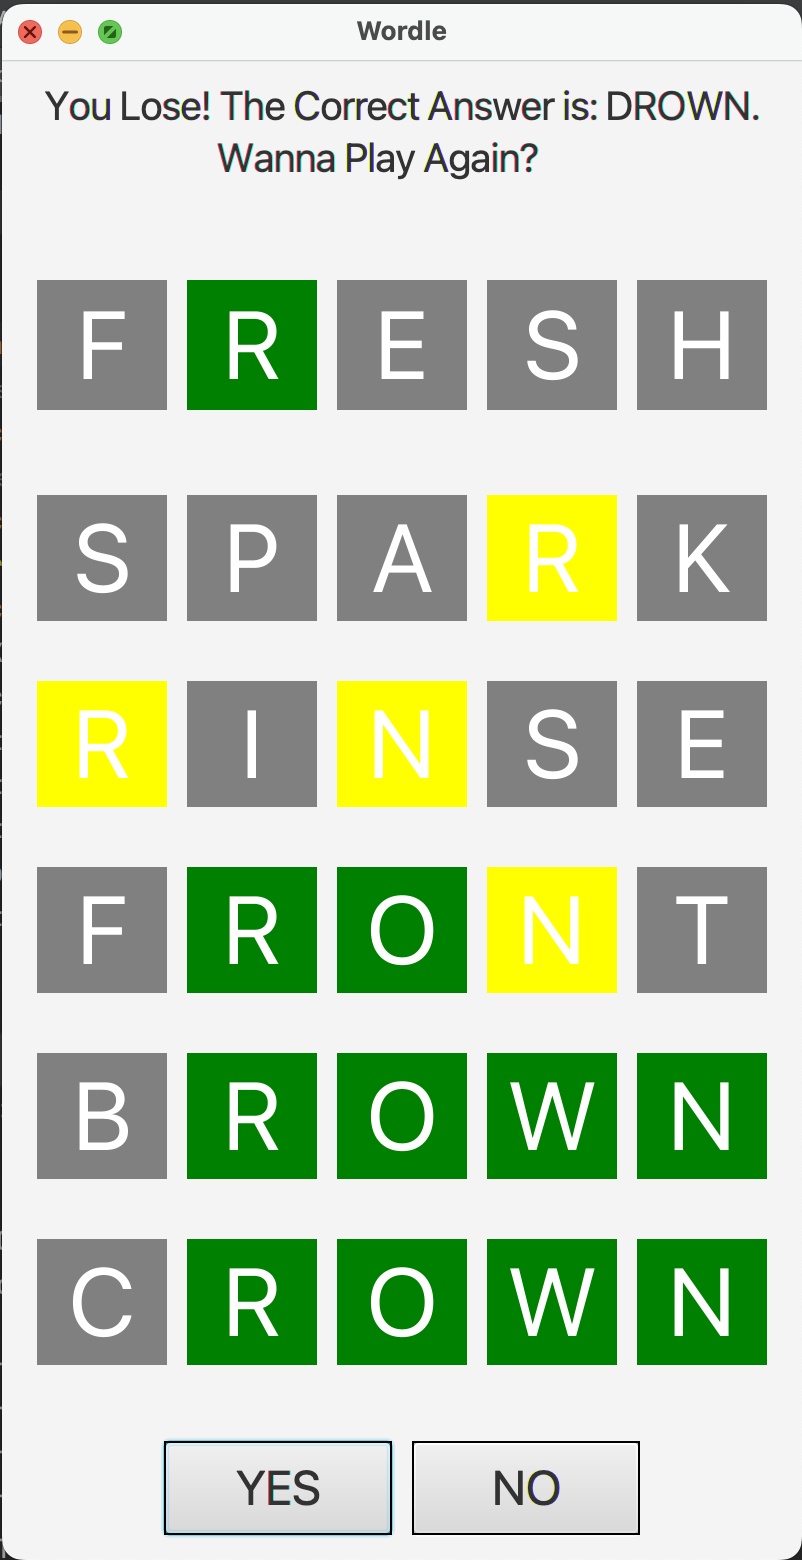 Wordle
You Lose! The Correct Answer is: DROWN.
Wanna Play Again?
F R E S H
S P A R K
R I N S E
F R O N T
B R O W N
C R O W N
YES NO